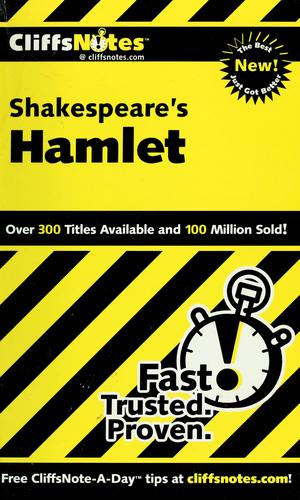 CliffsNotes™
@ cliffsnotes.com
The Best
New!
Just Got Better
Shakespeare's
Hamlet
Over 300 Titles Available and 100 Million Sold!
Fast.
Trusted.
Proven.
Free CliffsNote-A-Day™ tips at cliffsnotes.com!